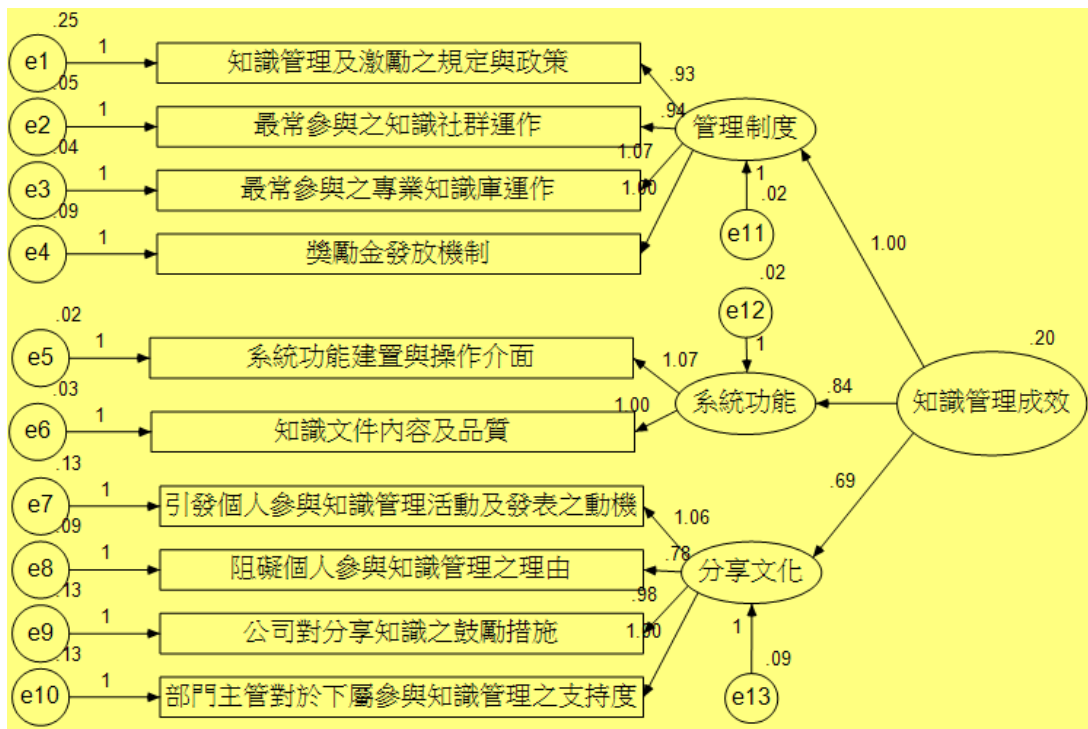 .25
e1
1
知識管理及激勵之規定與政策
.93
.05
e2
1
最常參與之知識社群運作
.94
管理制度
.04
e3
1
最常參與之專業知識庫運作
1.07
1
.02
.09
e4
1
獎勵金發放機制
1.00
e11
1.00
.02
e12
1
.02
e5
1
系統功能建置與操作介面
1.07
系統功能
.84
.20
知識管理成效
.03
e6
1
知識文件內容及品質
1.00
.13
e7
1
引發個人參與知識管理活動及發表之動機
1.06
.69
.09
e8
1
阻礙個人參與知識管理之理由
.78
分享文化
.13
e9
1
公司對分享知識之鼓勵措施
.98
1
.13
e10
1
部門主管對於下屬參與知識管理之支持度
1.00
.09
e13